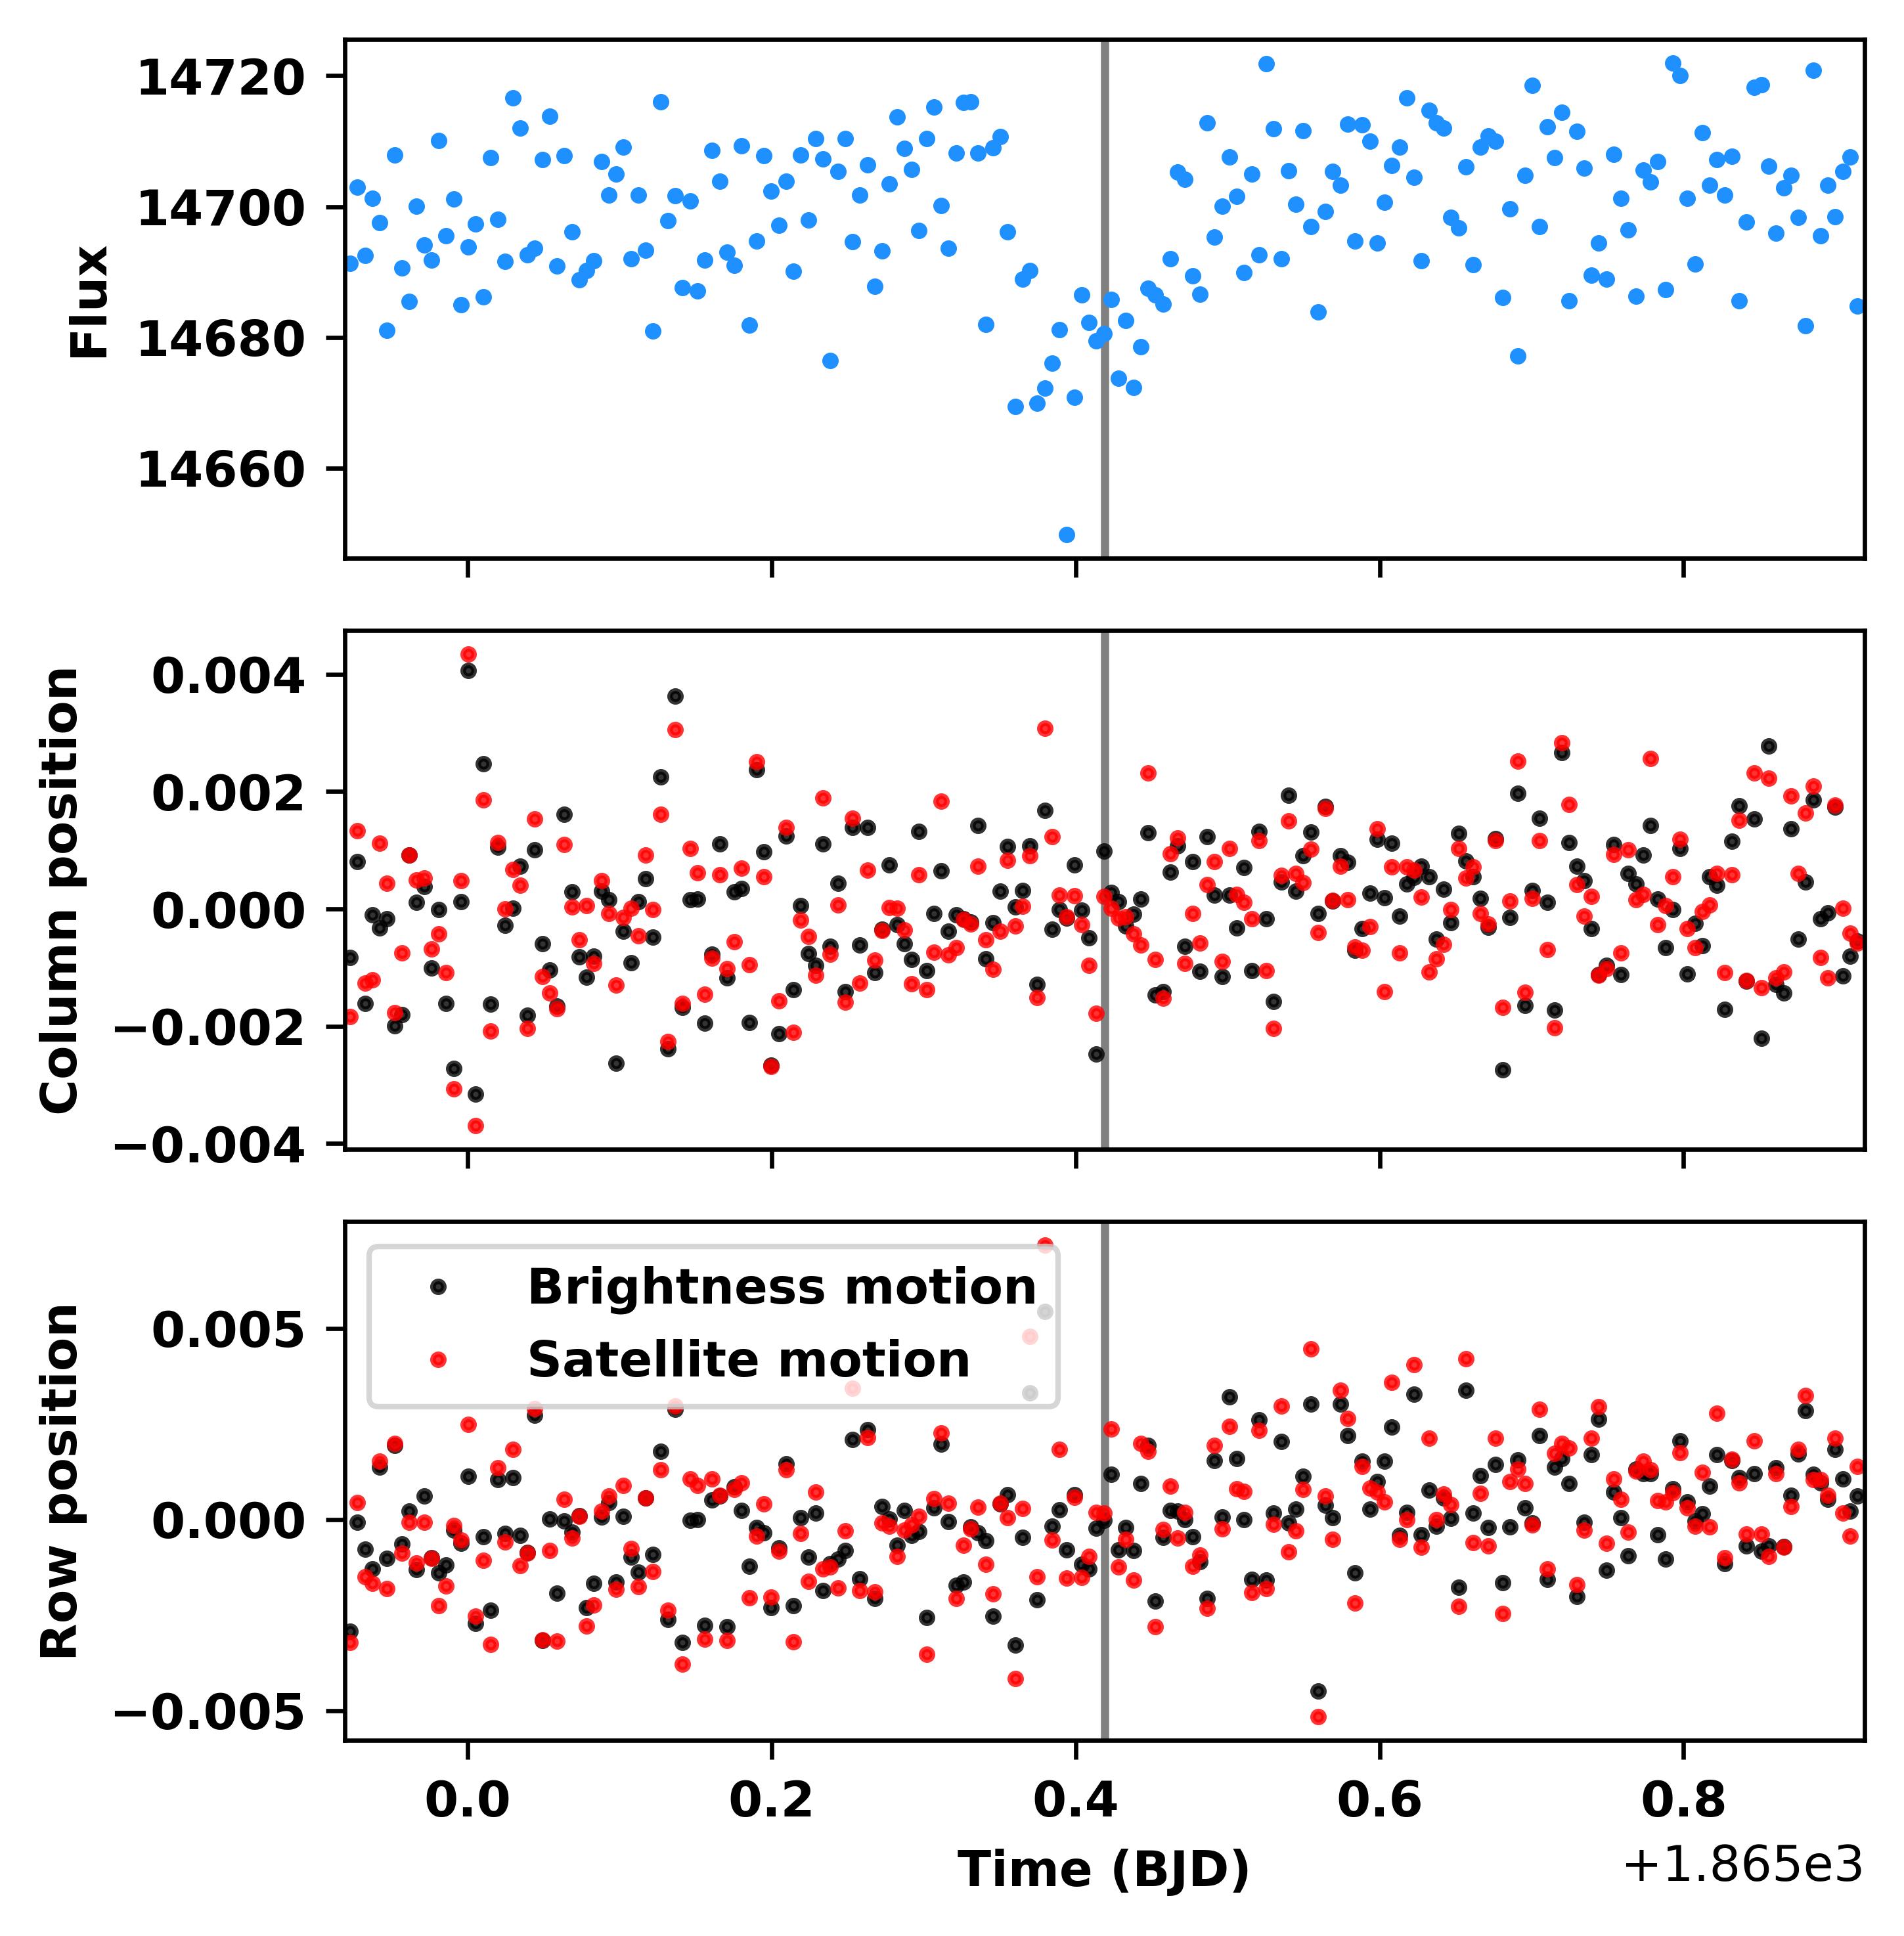 14720
14700
14680
14660
Flux
0.004
0.002
0.000
−0.002
−0.004
Column position
Brightness motion
Satellite motion
0.005
0.000
−0.005
Row position
0.0 0.2 0.4 0.6 0.8
Time (BJD)
+1.865e3